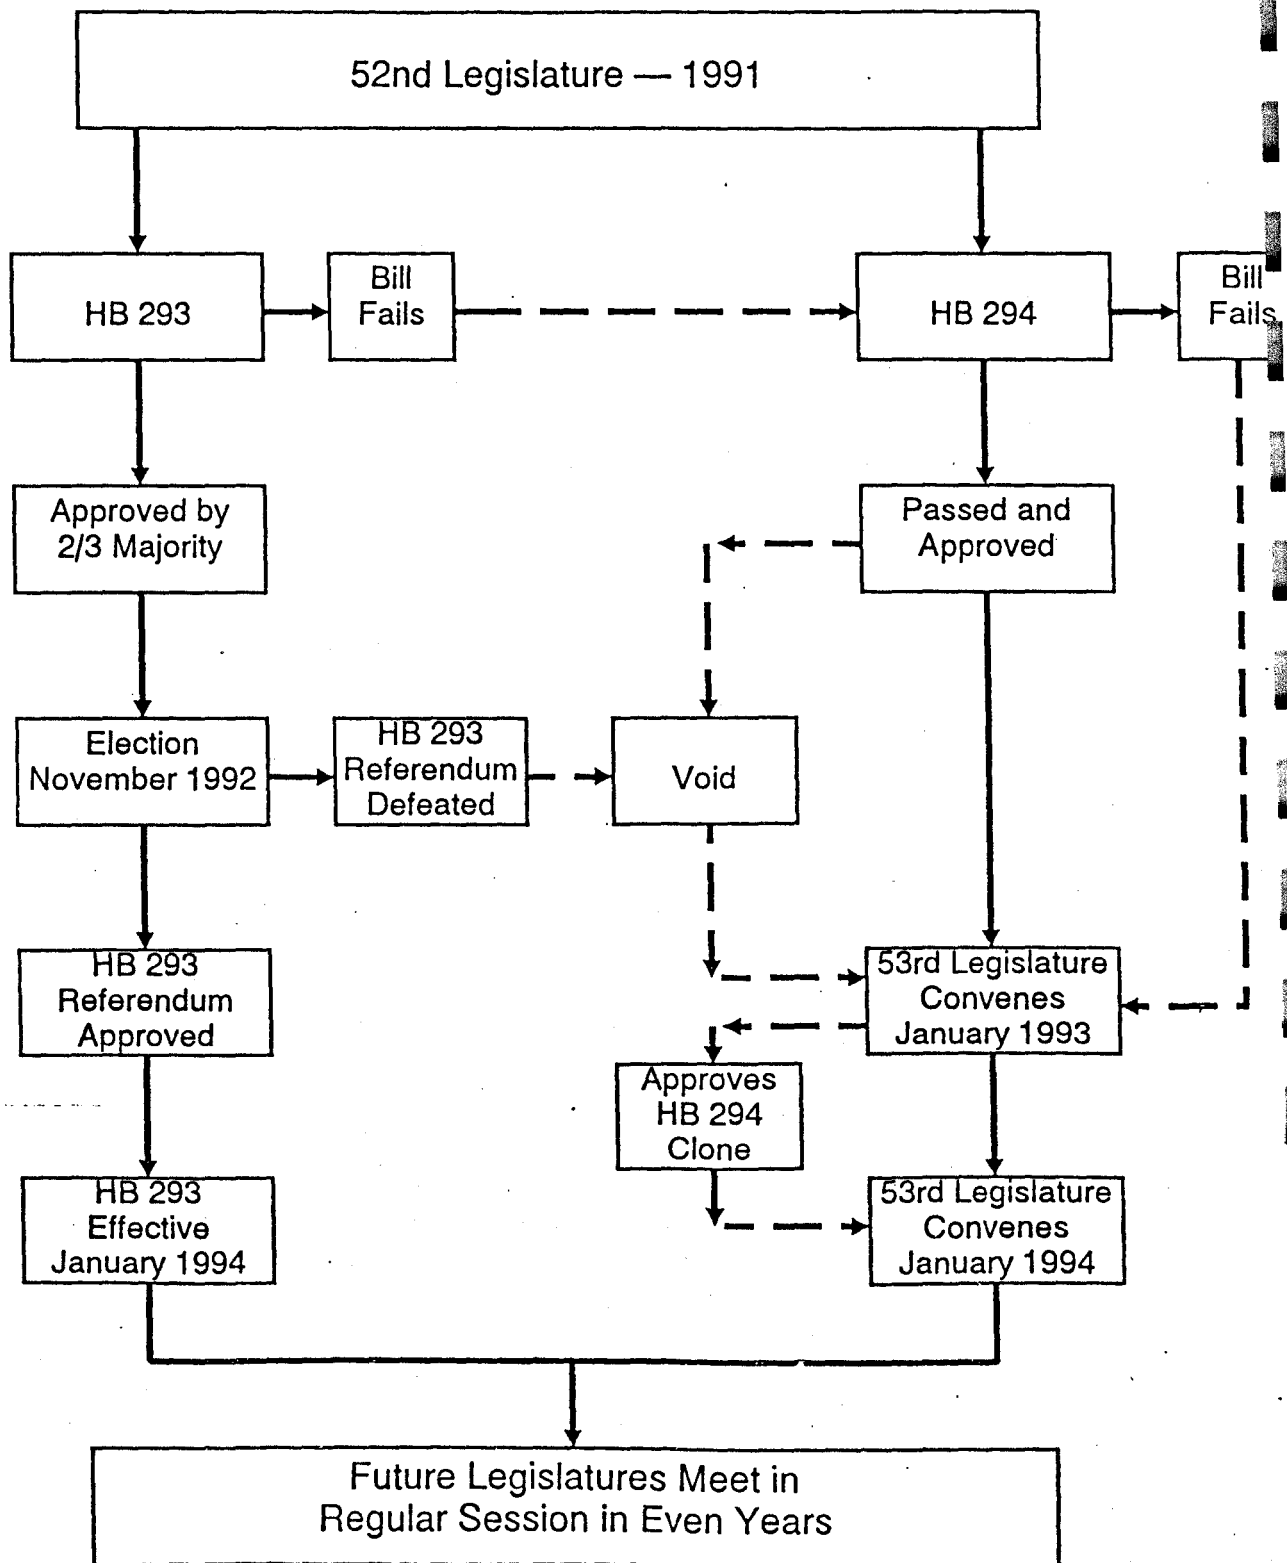 52nd Legislature — 1991
HB 293
Bill
Fails
HB 294
Bill
Fails
Approved by
2/3 Majority
Passed and
Approved
Election
November 1992
HB 293
Referendum
Defeated
Void
HB 293
Referendum
Approved
53rd Legislature
Convenes
January 1993
Approves
HB 294
Clone
HB 293
Effective
January 1994
53rd Legislature
Convenes
January 1994
Future Legislatures Meet in
Regular Session in Even Years